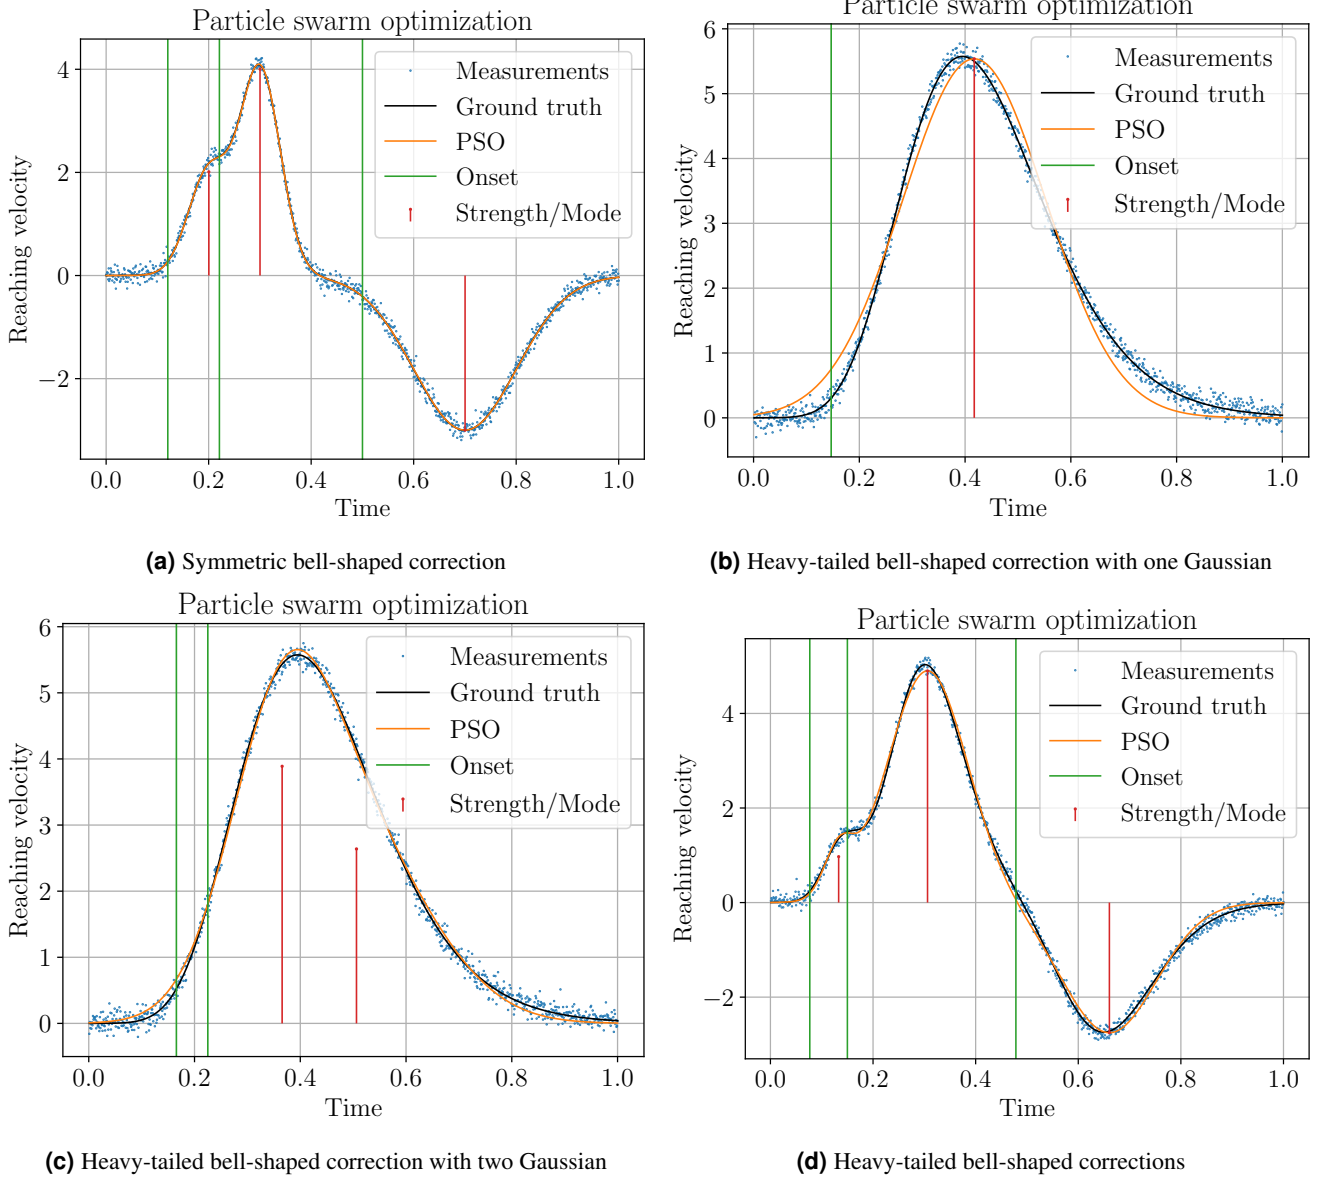 Particle swarm optimization
4
2
0
−2
Reaching velocity
Measurements
Ground truth
PSO
Onset
Strength/Mode
0.0 0.2 0.4 0.6 0.8 1.0
Time
(a) Symmetric bell-shaped correction
Particle swarm optimization
6
5
4
3
2
1
0
Reaching velocity
Measurements
Ground truth
PSO
Onset
Strength/Mode
0.0 0.2 0.4 0.6 0.8 1.0
Time
(b) Heavy-tailed bell-shaped correction with one Gaussian
Particle swarm optimization
6
5
4
3
2
1
0
Reaching velocity
Measurements
Ground truth
PSO
Onset
Strength/Mode
0.0 0.2 0.4 0.6 0.8 1.0
Time
(c) Heavy-tailed bell-shaped correction with two Gaussian
Particle swarm optimization
4
2
0
−2
Reaching velocity
Measurements
Ground truth
PSO
Onset
Strength/Mode
0.0 0.2 0.4 0.6 0.8 1.0
Time
(d) Heavy-tailed bell-shaped corrections